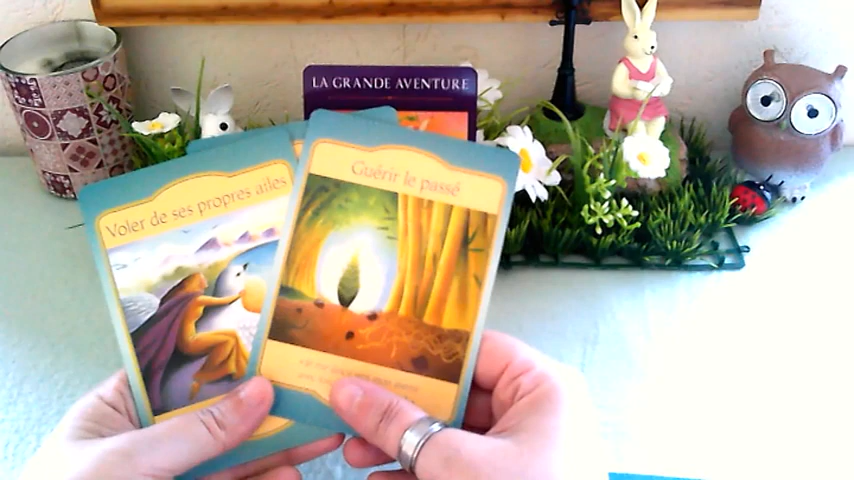 LA GRANDE AVENTURE
Voler de ses propres ailes
Guérir le passé